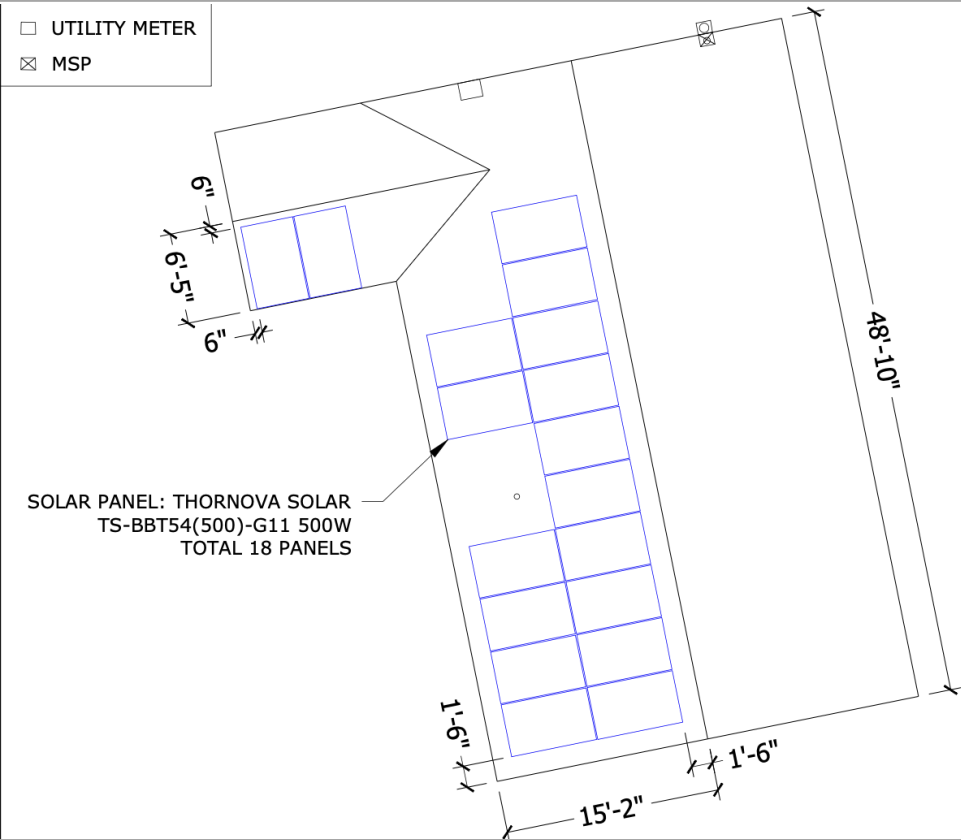 UTILITY METER
MSP
6"
6'-5"
6"
48'-10"
SOLAR PANEL: THORNOVA SOLAR
TS-BBT54(500)-G11 500W
TOTAL 18 PANELS
1'-6"
1'-6"
15'-2"